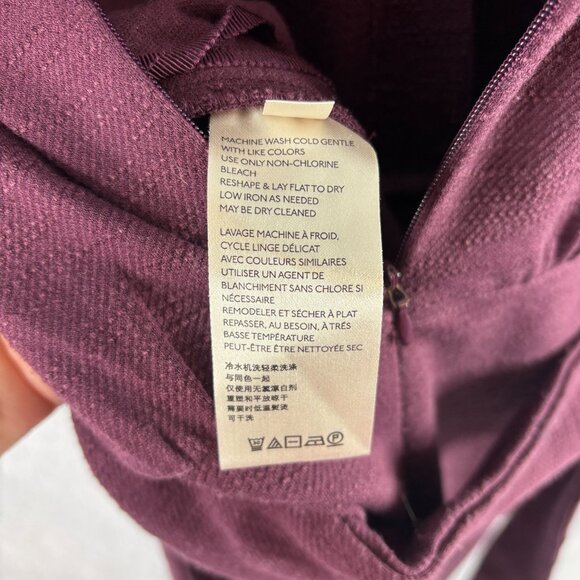 MACHINE WASH COLD GENTLE
WITH LIKE COLORS
USE ONLY NON-CHLORINE
BLEACH
RESHAPE & LAY FLAT TO DRY
LOW IRON AS NEEDED
MAY BE DRY CLEANED
LAVAGE MACHINE À FROID,
CYCLE LINGE DÉLICAT
AVEC COULEURS SIMILAIRES
UTILISER UN AGENT DE
BLANCHIMENT SANS CHLORE SI
NÉCESSAIRE
REMODELER ET SÉCHER À PLAT
REPASSER, AU BESOIN, À TRÉS
BASSE TEMPÉRATURE
PEUT-ÊTRE ÊTRE NETTOYÉE SEC
冷水机洗轻柔洗涤
与同色一起
仅使用无氯漂白剂
重塑和平放晾干
需要时低温熨烫
可干洗